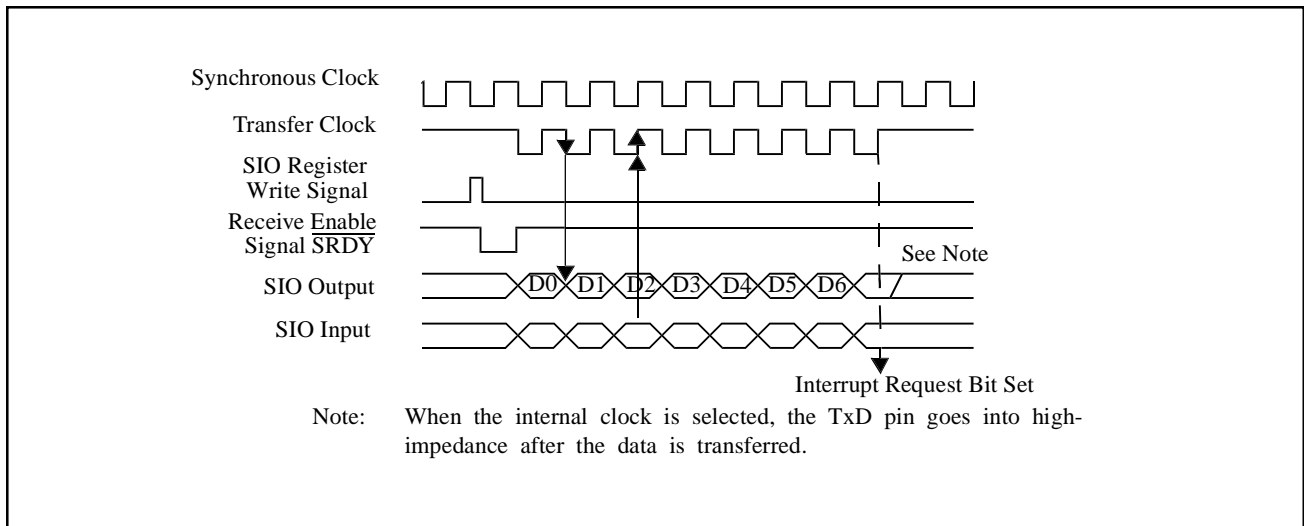 Synchronous Clock
Transfer Clock
SIO Register
Write Signal
Receive Enable
Signal SRDY
See Note
SIO Output
D0 D1 D2 D3 D4 D5 D6
SIO Input
Interrupt Request Bit Set
Note: When the internal clock is selected, the TxD pin goes into high-
impedance after the data is transferred.